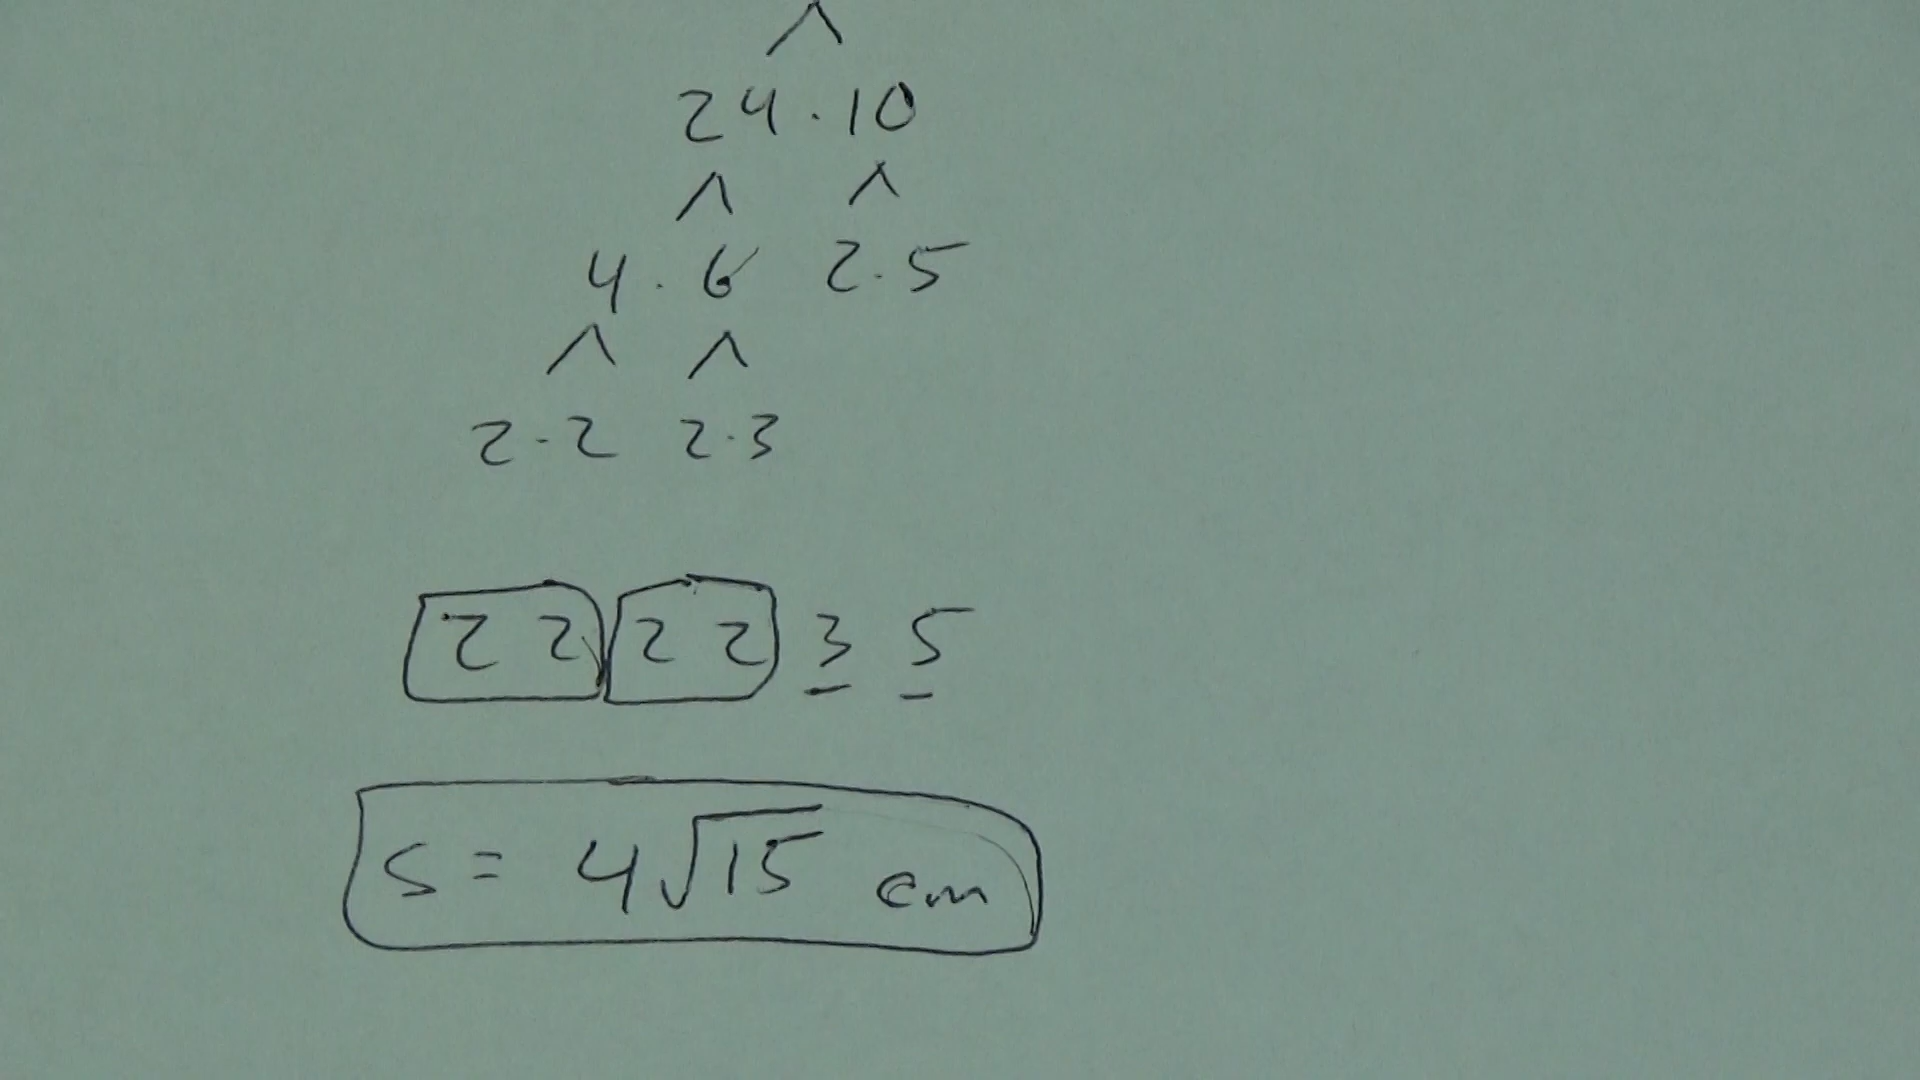 24 · 10
4 · 6 2 · 5
2 · 2 2 · 3
2 2 2 2 3 5
S = 4√15 cm